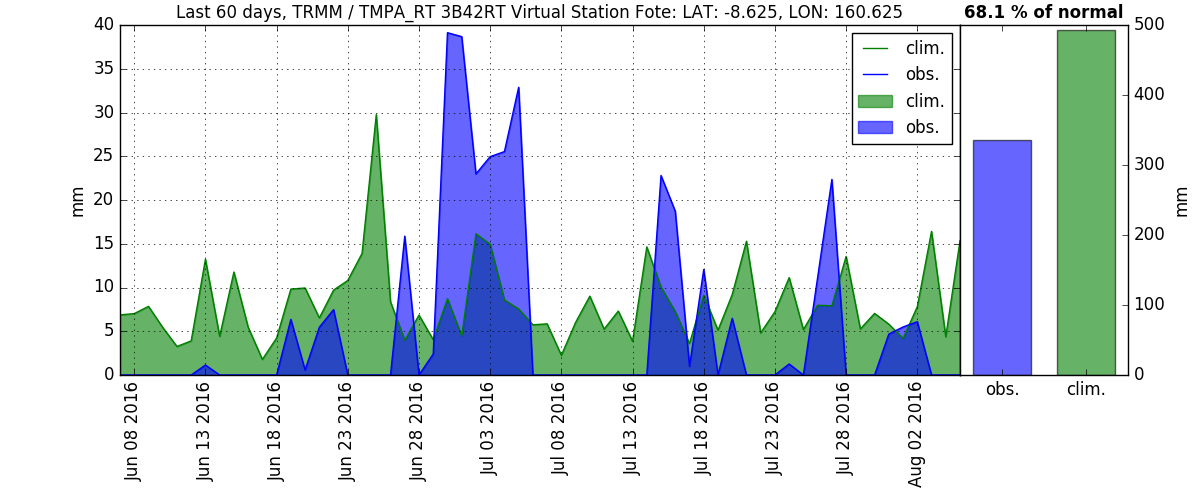 Last 60 days, TRMM / TMPA_RT 3B42RT Virtual Station Fote: LAT: -8.625, LON: 160.625
68.1 % of normal
40
35
30
25
20
15
10
5
0
mm
clim.
obs.
clim.
obs.
500
400
300
200
100
0
mm
obs.
clim.
Jun 08 2016
Jun 13 2016
Jun 18 2016
Jun 23 2016
Jun 28 2016
Jul 03 2016
Jul 08 2016
Jul 13 2016
Jul 18 2016
Jul 23 2016
Jul 28 2016
Aug 02 2016